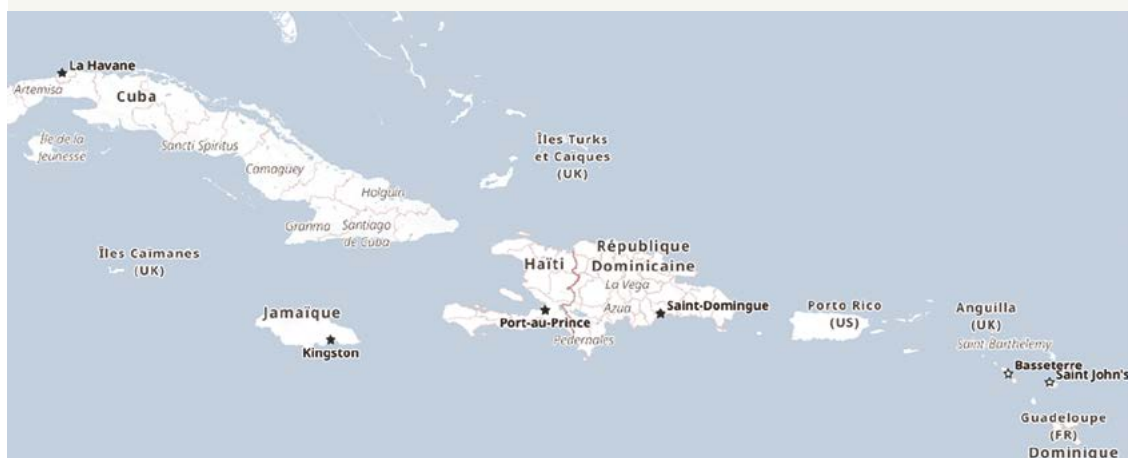 La Havane
Artemisa
Cuba
Île de la
Jeunesse
Sancti Spiritus
Camaguey
Holguin
Granma
Santiago
de Cuba
Îles Turks
et Caïques
(UK)
Îles Caïmanes
(UK)
Jamaïque
Kingston
Haïti
Port-au-Prince
République
Dominicaine
La Vega
Azua
Saint-Domingue
Pedernales
Porto Rico
(US)
Anguilla
(UK)
Saint Barthelemy
Basseterre
Saint John's
Guadeloupe
(FR)
Dominique